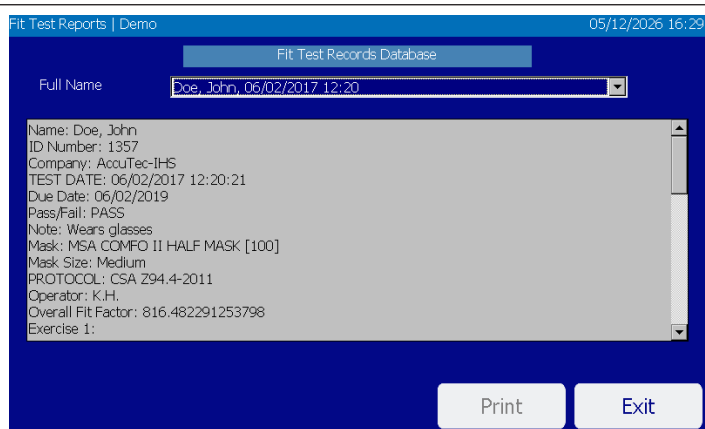 Fit Test Reports | Demo 05/12/2026 16:29
Fit Test Records Database
Full Name Doe, John, 06/02/2017 12:20
Name: Doe, John
ID Number: 1357
Company: AccuTec-IHS
TEST DATE: 06/02/2017 12:20:21
Due Date: 06/02/2019
Pass/Fail: PASS
Note: Wears glasses
Mask: MSA COMFO II HALF MASK [100]
Mask Size: Medium
PROTOCOL: CSA Z94.4-2011
Operator: K.H.
Overall Fit Factor: 816.482291253798
Exercise 1:
Print Exit